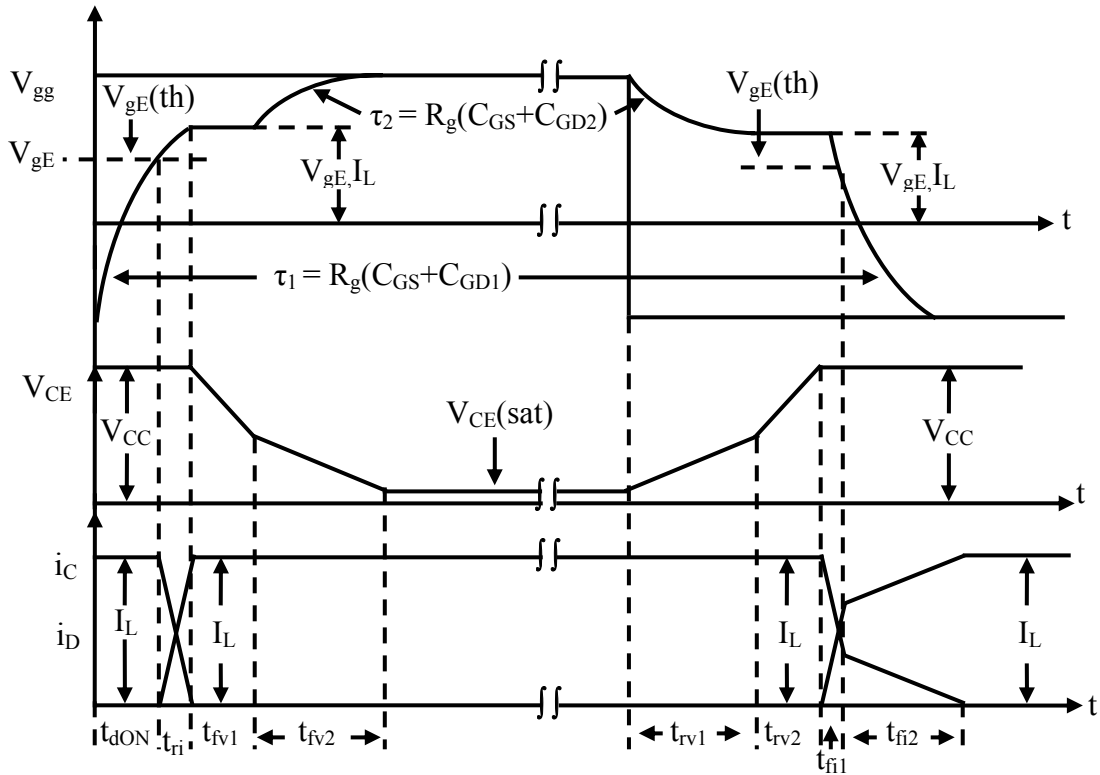 V_gg
V_gE(th)
V_gE
τ₂ = R_g(C_GS+C_GD2)
V_gE(th)
V_gE,I_L
V_gE,I_L
t
τ₁ = R_g(C_GS+C_GD1)
V_CE
V_CC
V_CE(sat)
V_CC
t
i_C
i_D
I_L
I_L
I_L
I_L
t
t_dON
t_ri
t_fv1
t_fv2
t_rv1
t_rv2
t_fi1
t_fi2